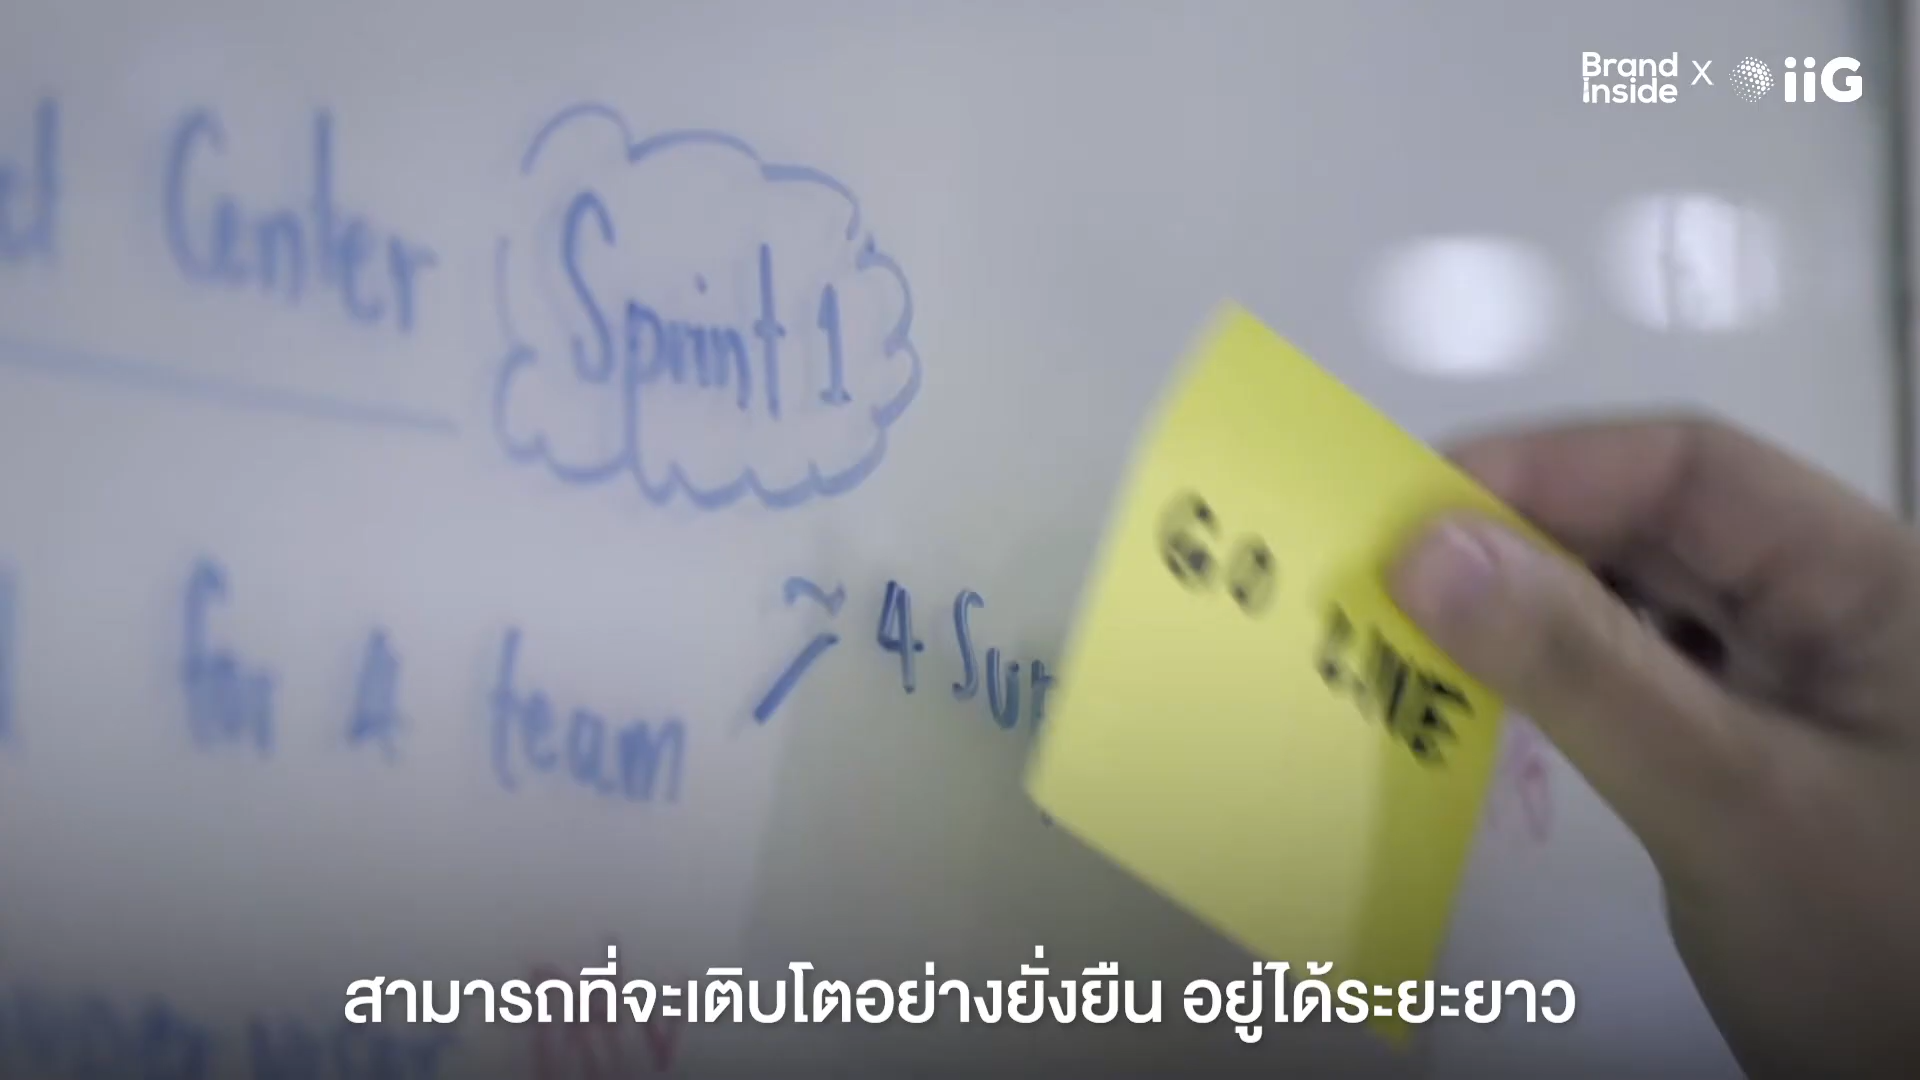 Brand
Inside X iiG
Center
Sprint 1
for A team
4
GO
LIVE
สามารถที่จะเติบโตอย่างยั่งยืน อยู่ได้ระยะยาว